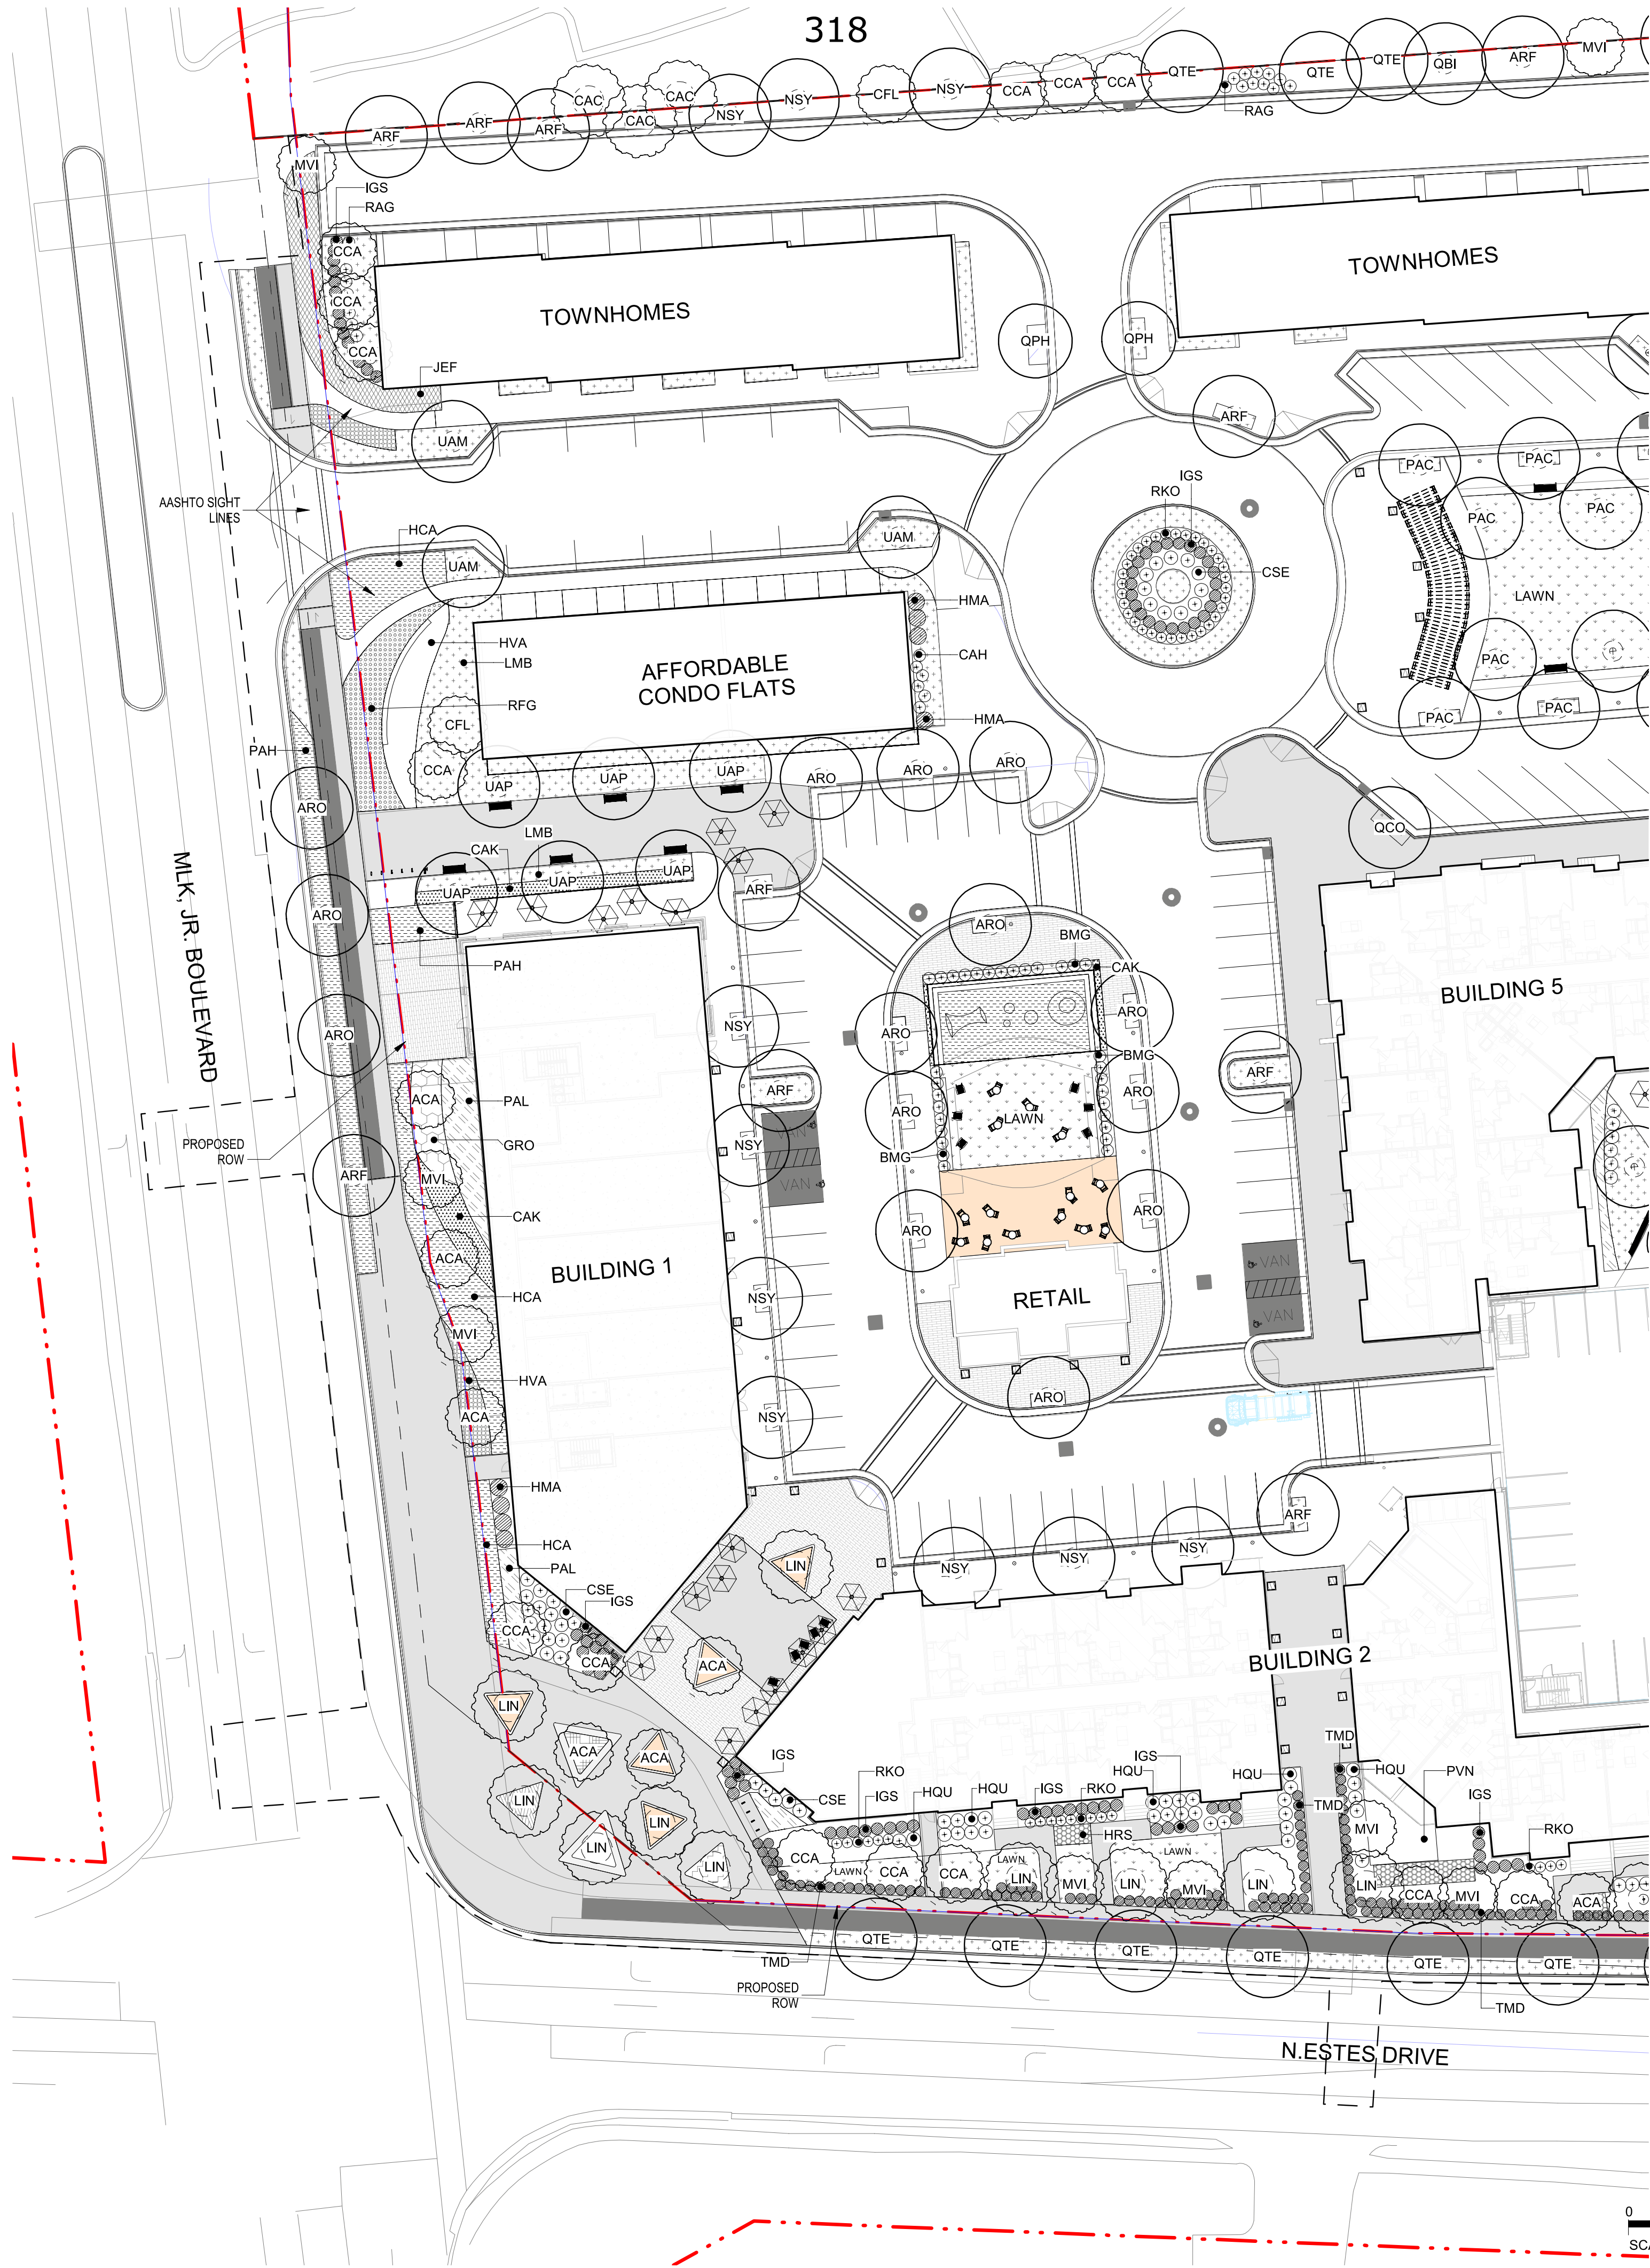 318
MVI
QTE
QTE
QBI
ARF
QTE
CCA
CCA
CCA
NSY
CFL
NSY
CAC
CAC
CAC
NSY
ARF
ARF
ARF
RAG
MVI
IGS
RAG
CCA
CCA
CCA
TOWNHOMES
TOWNHOMES
QPH
QPH
JEF
ARF
UAM
AASHTO SIGHT
LINES
HCA
UAM
UAM
IGS
RKO
CSE
PAC
PAC
PAC
PAC
LAWN
PAC
PAC
PAC
HMA
HVA
LMB
CAH
AFFORDABLE
CONDO FLATS
RFG
CFL
HMA
PAH
CCA
UAP
UAP
UAP
ARO
ARO
ARO
ARO
QCO
LMB
CAK
UAP
UAP
UAP
ARF
MLK, JR. BOULEVARD
ARO
PAH
ARO
BMG
CAK
BUILDING 5
ARO
NSY
ARO
ARO
BMG
ARF
ARF
ACA
PAL
ARO
ARO
LAWN
PROPOSED
ROW
GRO
NSY
VAN
VAN
BMG
ARF
MVI
CAK
ARO
ARO
ACA
BUILDING 1
HCA
NSY
RETAIL
VAN
VAN
MVI
HVA
ACA
NSY
ARO
HMA
ARF
HCA
PAL
LIN
NSY
NSY
NSY
CSE
IGS
CCA
CCA
ACA
BUILDING 2
LIN
ACA
ACA
IGS
IGS
TMD
HQU
PVN
RKO
HQU
HQU
HQU
LIN
CSE
IGS
HQU
IGS
RKO
TMD
IGS
LIN
MVI
RKO
HRS
LIN
LIN
CCA
LAWN
CCA
CCA
LAWN
LIN
MVI
LAWN
LIN
MVI
LIN
LIN
CCA
MVI
CCA
ACA
QTE
QTE
QTE
QTE
QTE
QTE
TMD
PROPOSED
ROW
TMD
N.ESTES DRIVE
0